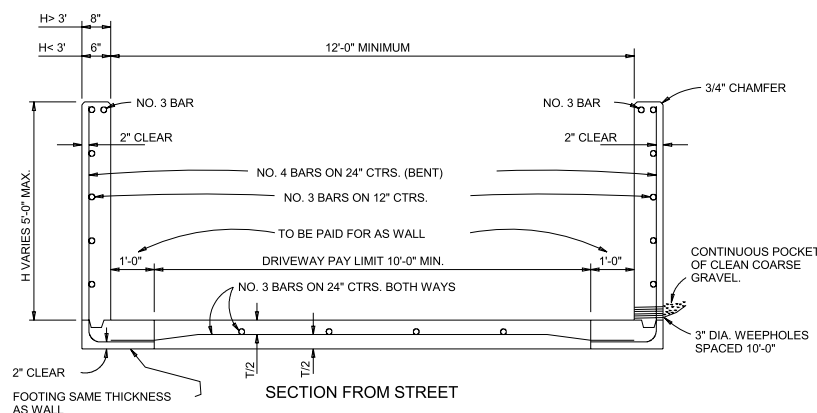 H> 3'
8"
H< 3'
6"
12'-0" MINIMUM
NO. 3 BAR
NO. 3 BAR
3/4" CHAMFER
2" CLEAR
2" CLEAR
H VARIES 5'-0" MAX.
NO. 4 BARS ON 24" CTRS. (BENT)
NO. 3 BARS ON 12" CTRS.
TO BE PAID FOR AS WALL
1'-0"
DRIVEWAY PAY LIMIT 10'-0" MIN.
1'-0"
CONTINUOUS POCKET
OF CLEAN COARSE
GRAVEL.
NO. 3 BARS ON 24" CTRS. BOTH WAYS
3" DIA. WEEPHOLES
SPACED 10'-0"
2" CLEAR
T/2
T/2
SECTION FROM STREET
FOOTING SAME THICKNESS
AS WALL